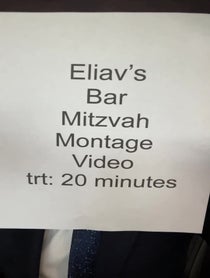 Eliav's
Bar
Mitzvah
Montage
Video
trt: 20 minutes